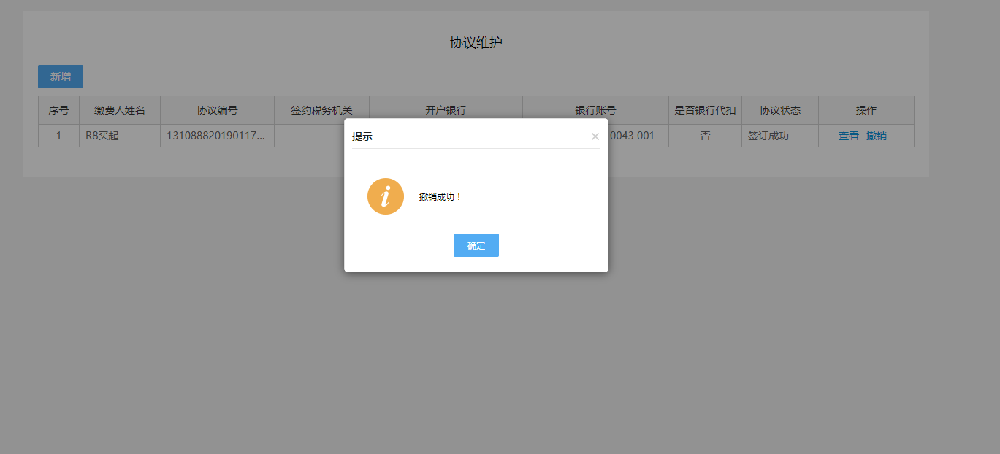 协议维护
新增
序号 缴费人姓名 协议编号 签约税务机关 开户银行 银行账号 是否银行代扣 协议状态 操作
1 R8买起 131088820190117... 0043 001 否 签订成功 查看 撤销
提示
撤销成功！
确定